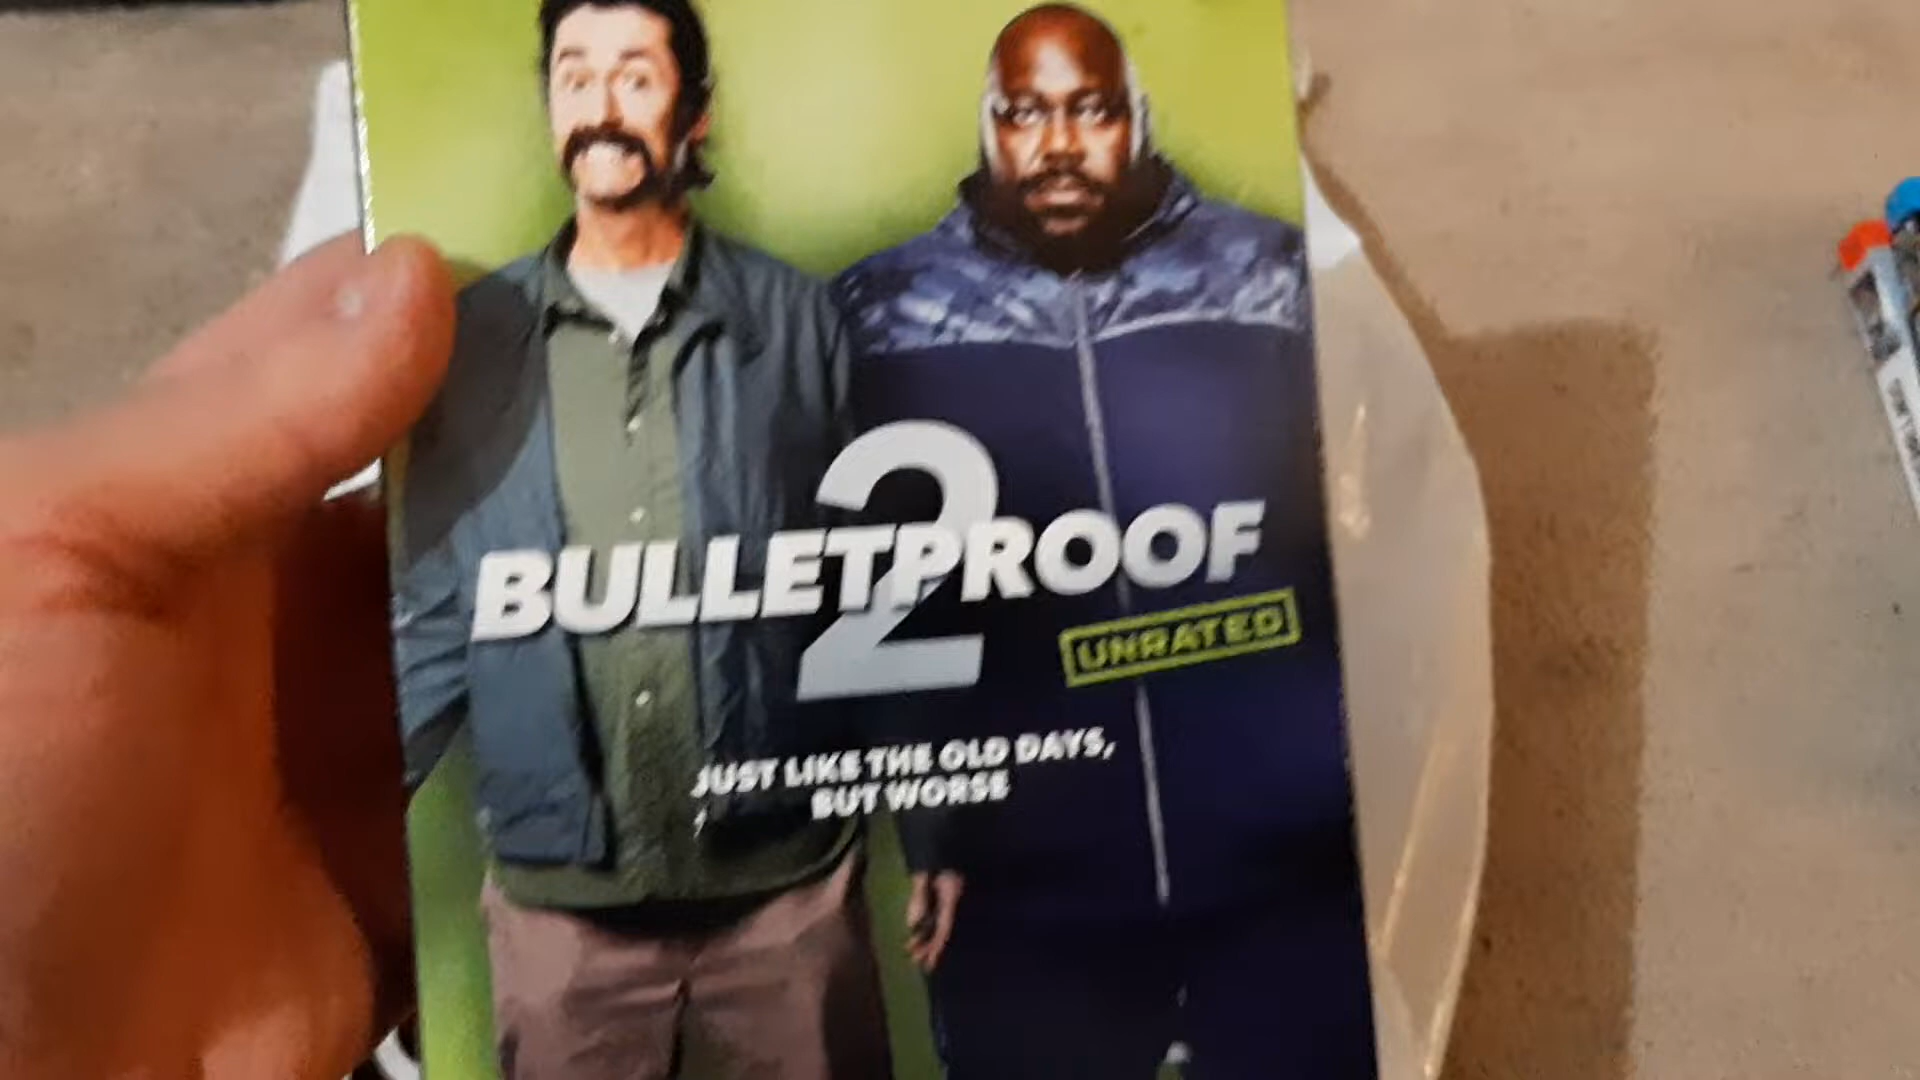 2
BULLETPROOF
UNRATED
JUST LIKE THE OLD DAYS,
BUT WORSE